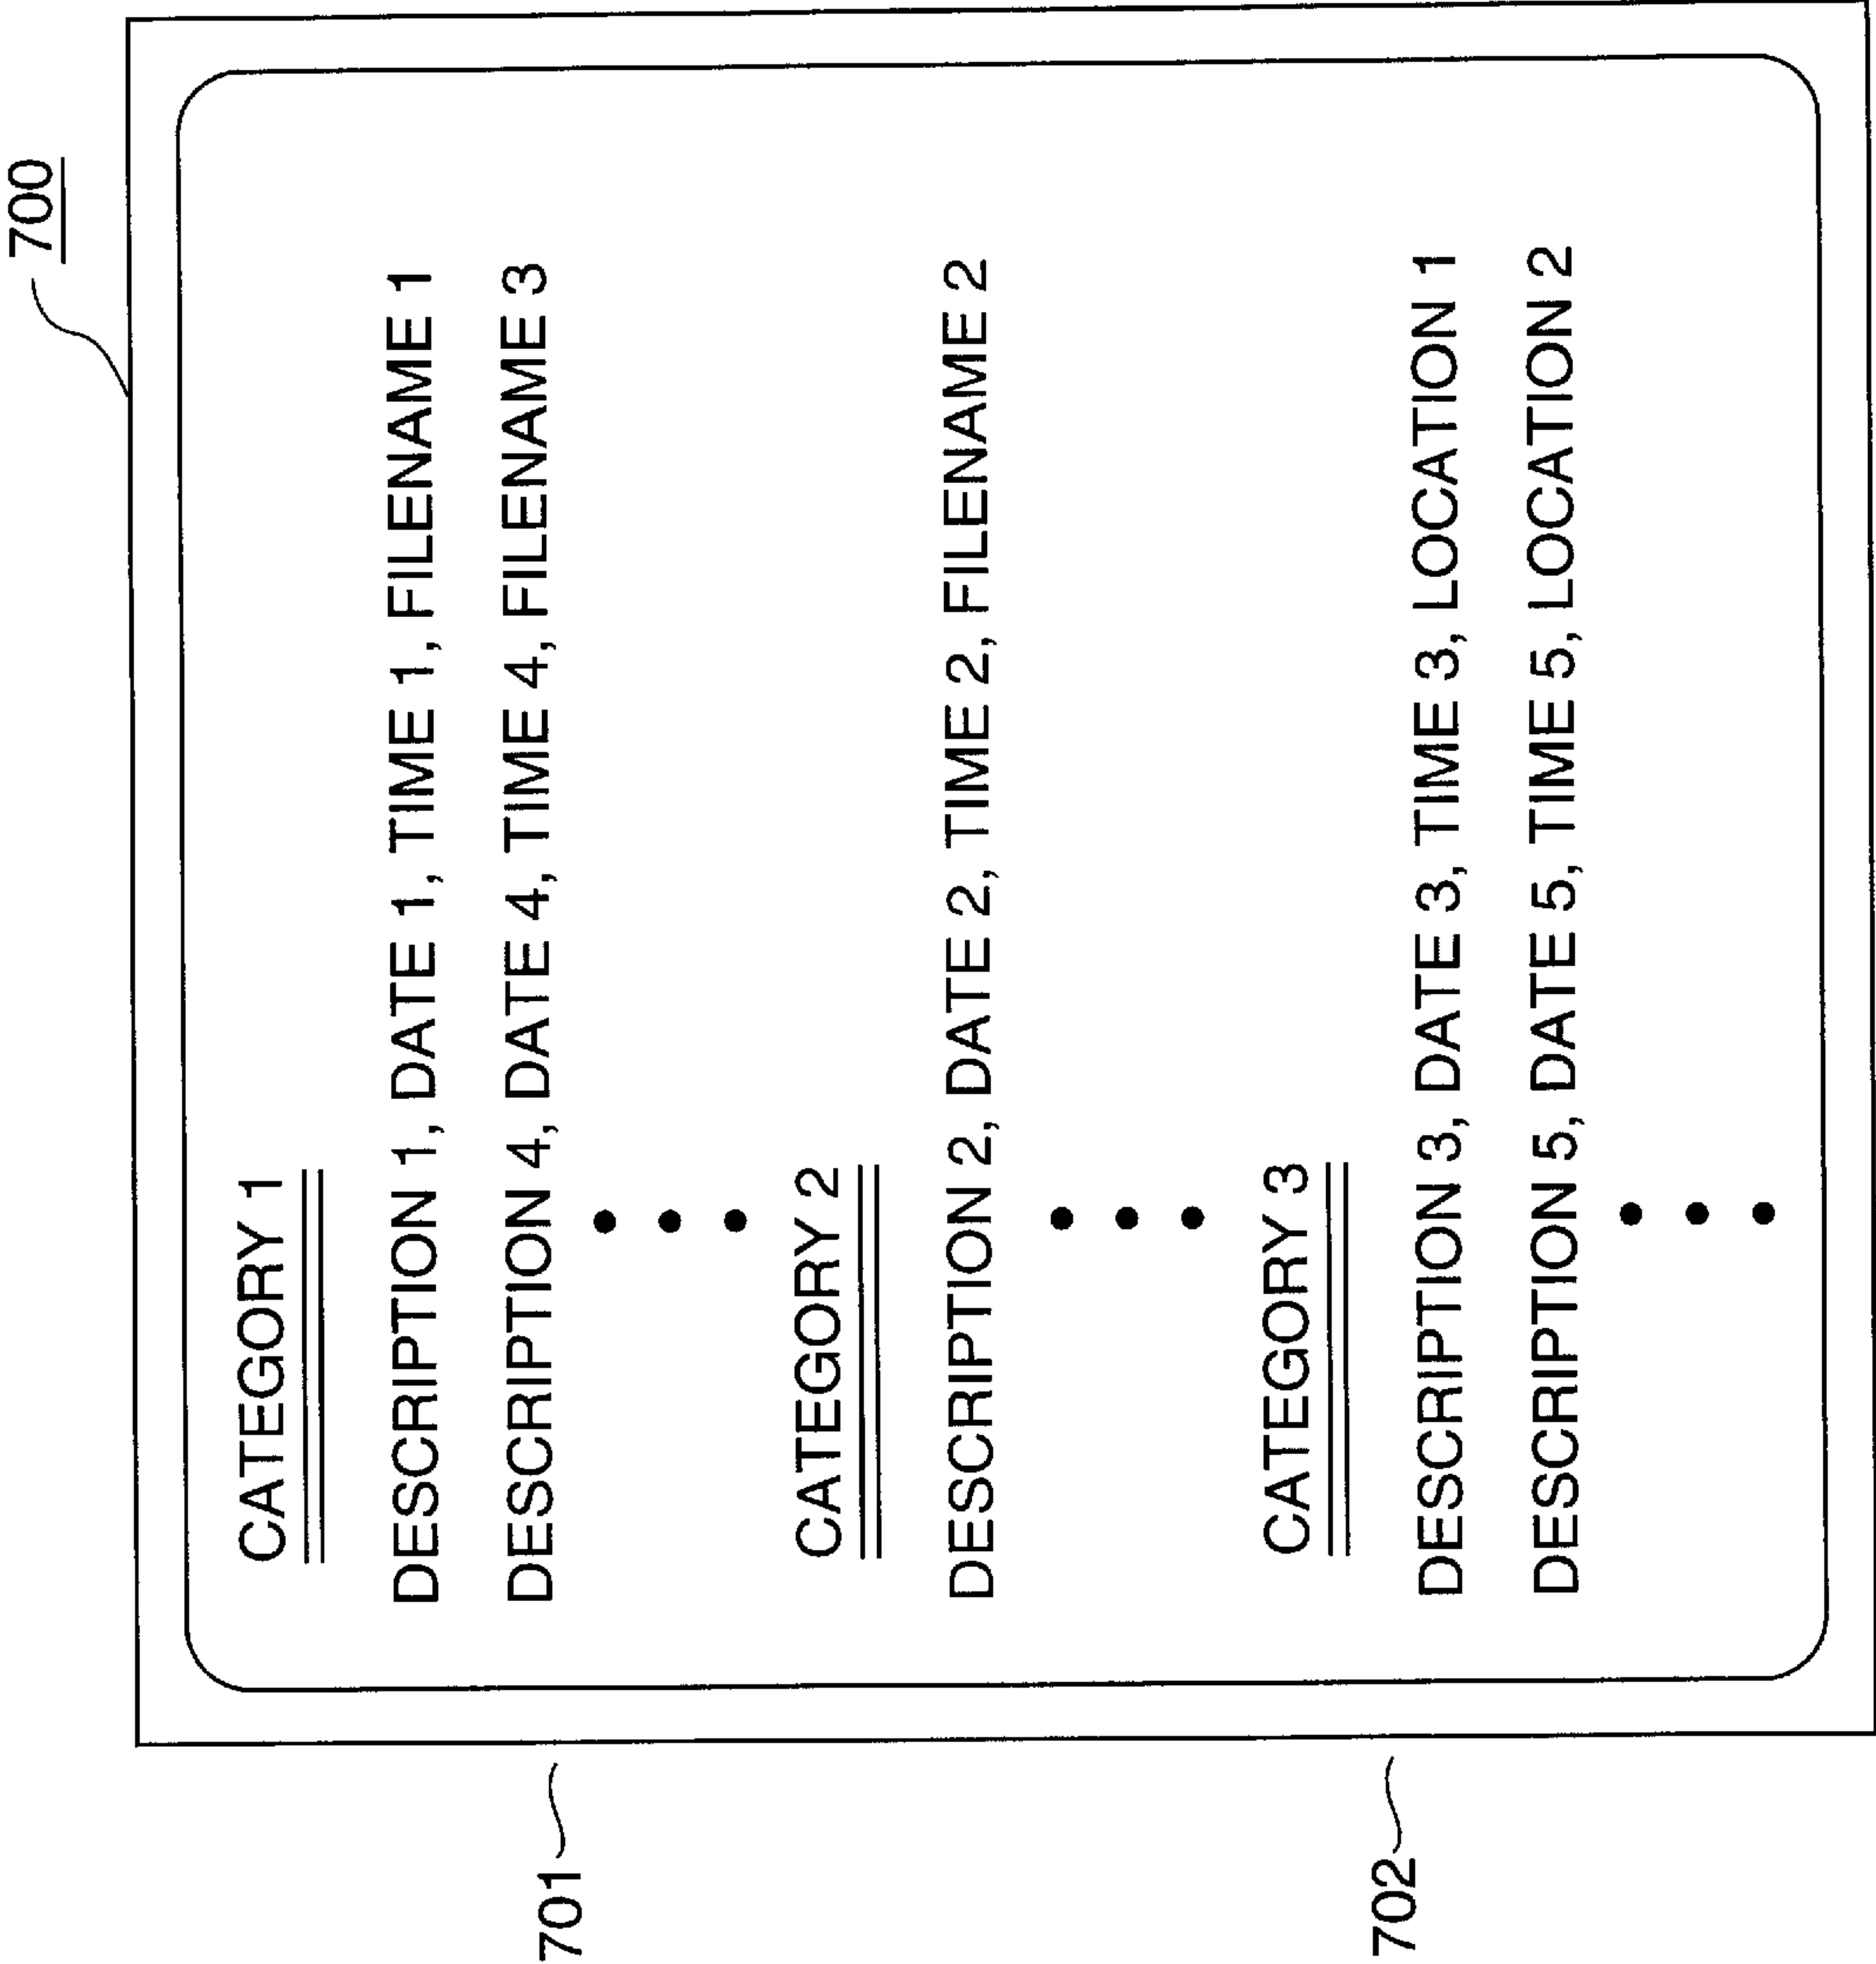 700
CATEGORY 1
DESCRIPTION 1, DATE 1, TIME 1, FILENAME 1
701
DESCRIPTION 4, DATE 4, TIME 4, FILENAME 3
CATEGORY 2
DESCRIPTION 2, DATE 2, TIME 2, FILENAME 2
CATEGORY 3
702
DESCRIPTION 3, DATE 3, TIME 3, LOCATION 1
DESCRIPTION 5, DATE 5, TIME 5, LOCATION 2